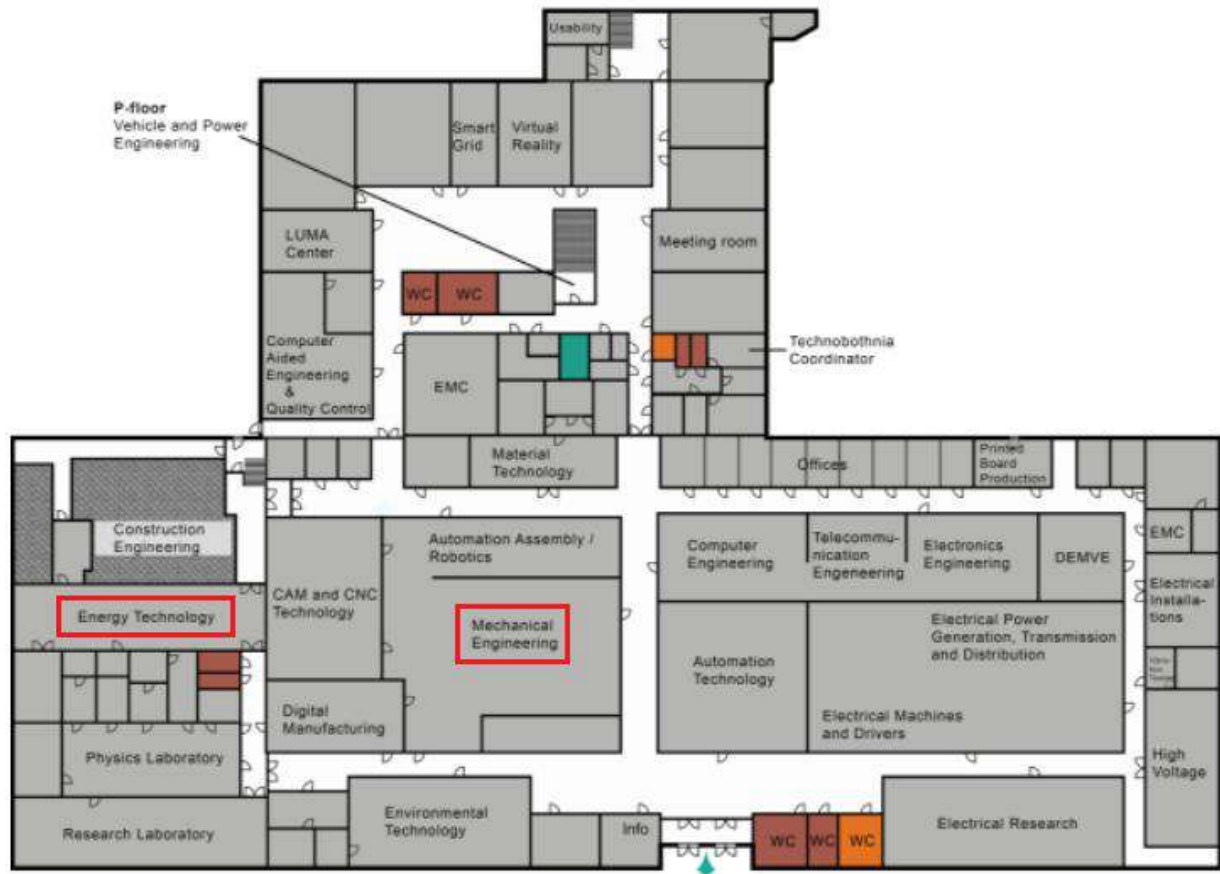 Usability
P-floor
Vehicle and Power
Engineering
Smart
Grid
Virtual
Reality
LUMA
Center
Meeting room
WC
WC
Computer
Aided
Engineering
&
Quality Control
EMC
Technobothnia
Coordinator
Material
Technology
Offices
Printed
Board
Production
Construction
Engineering
Automation Assembly /
Robotics
Computer
Engineering
Telecommu-
nication
Engeneering
Electronics
Engineering
DEMVE
EMC
Electrical
Installa-
tions
Energy Technology
CAM and CNC
Technology
Mechanical
Engineering
Automation
Technology
Electrical Power
Generation, Transmission
and Distribution
Digital
Manufacturing
Electrical Machines
and Drivers
Physics Laboratory
High
Voltage
Research Laboratory
Environmental
Technology
Info
WC
WC
WC
Electrical Research